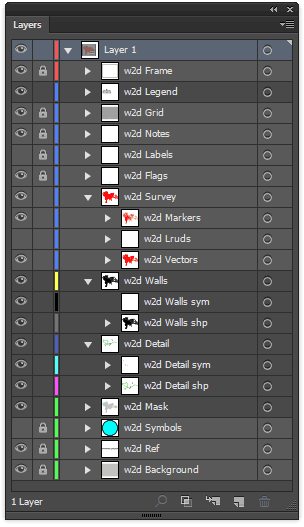 Layers
Layer 1
w2d Frame
w2d Legend
w2d Grid
w2d Notes
w2d Labels
w2d Flags
w2d Survey
w2d Markers
w2d Lruds
w2d Vectors
w2d Walls
w2d Walls sym
w2d Walls shp
w2d Detail
w2d Detail sym
w2d Detail shp
w2d Mask
w2d Symbols
w2d Ref
w2d Background
1 Layer